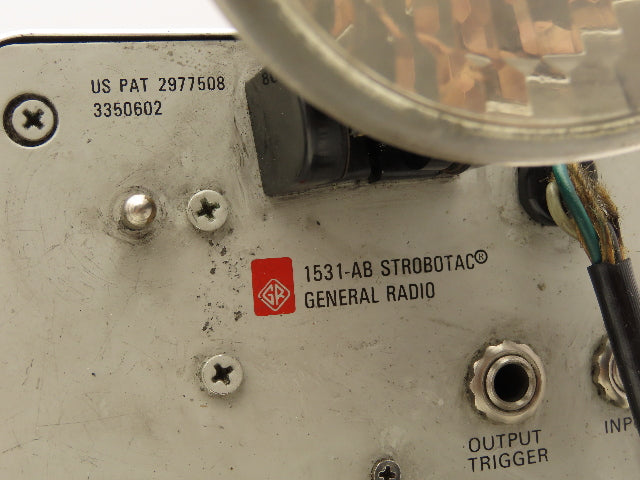 US PAT 2977508
3350602
1531-AB STROBOTAC®
GENERAL RADIO
GR
OUTPUT
TRIGGER